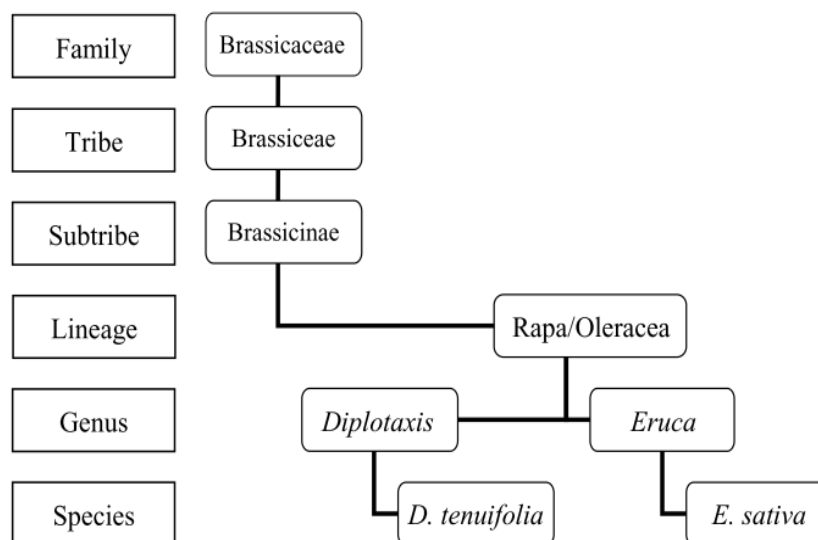 Family
Brassicaceae
Tribe
Brassiceae
Subtribe
Brassicinae
Lineage
Rapa/Oleracea
Genus
Diplotaxis
Eruca
Species
D. tenuifolia
E. sativa